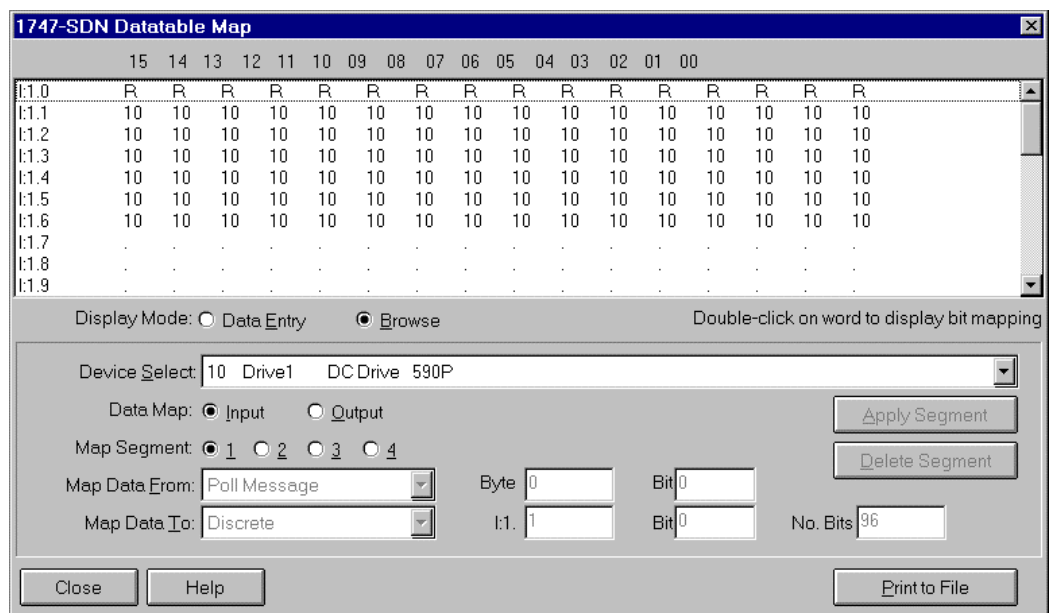 1747-SDN Datatable Map
15 14 13 12 11 10 09 08 07 06 05 04 03 02 01 00
I:1.0 R R R R R R R R R R R R R R R R
I:1.1 10 10 10 10 10 10 10 10 10 10 10 10 10 10 10 10
I:1.2 10 10 10 10 10 10 10 10 10 10 10 10 10 10 10 10
I:1.3 10 10 10 10 10 10 10 10 10 10 10 10 10 10 10 10
I:1.4 10 10 10 10 10 10 10 10 10 10 10 10 10 10 10 10
I:1.5 10 10 10 10 10 10 10 10 10 10 10 10 10 10 10 10
I:1.6 10 10 10 10 10 10 10 10 10 10 10 10 10 10 10 10
I:1.7 . . . . . . . . . . . . . . . .
I:1.8 . . . . . . . . . . . . . . . .
I:1.9 . . . . . . . . . . . . . . . .
Display Mode: Data Entry Browse Double-click on word to display bit mapping
Device Select: 10 Drive1 DC Drive 590P
Data Map: Input Output Apply Segment
Map Segment: 1 2 3 4 Delete Segment
Map Data From: Poll Message Byte 0 Bit 0
Map Data To: Discrete I:1. 1 Bit 0 No. Bits 96
Close Help Print to File